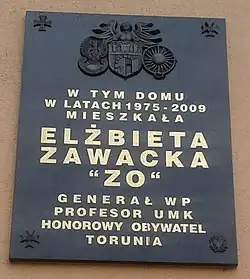 W TYM DOMU
W LATACH 1975-2009
MIESZKAŁA
ELŻBIETA
ZAWACKA
"ZO"
GENERAŁ WP
PROFESOR UMK
HONOROWY OBYWATEL
TORUNIA